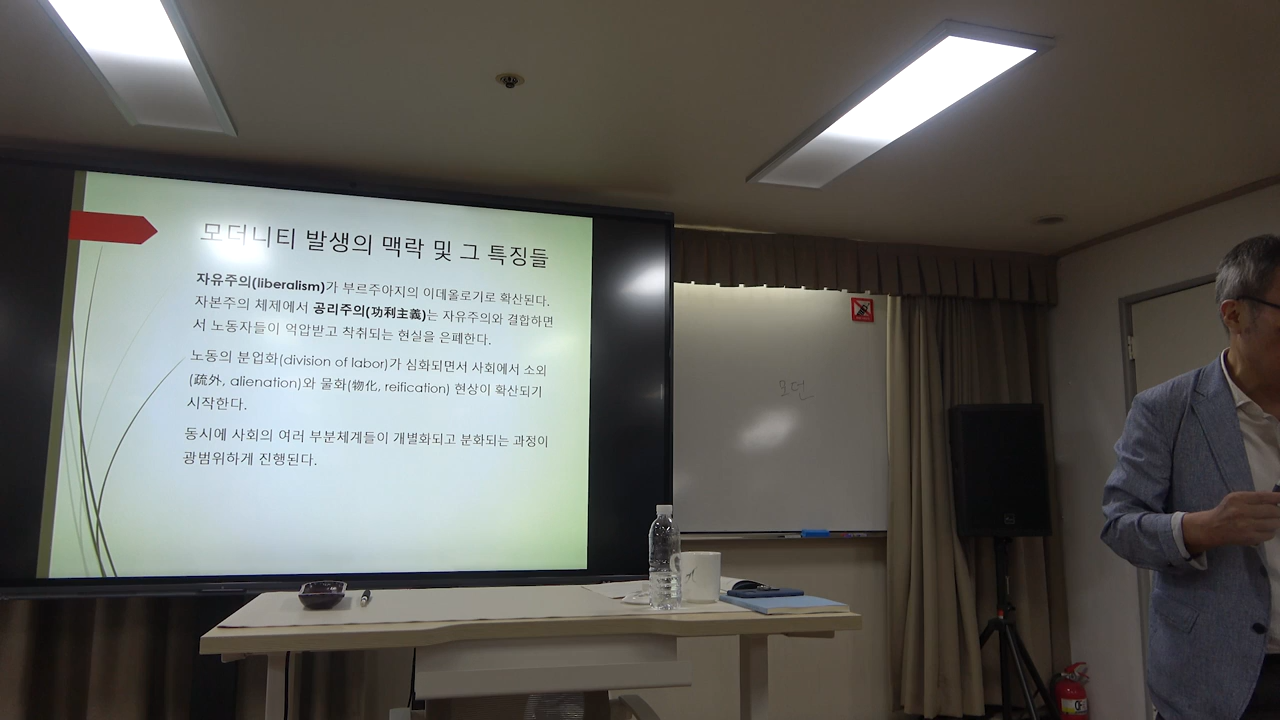 모더니티 발생의 맥락 및 그 특징들
자유주의(liberalism)가 부르주아지의 이데올로기로 확산된다.
자본주의 체제에서 공리주의(功利主義)는 자유주의와 결합하면
서 노동자들이 억압받고 착취되는 현실을 은폐한다.
노동의 분업화(division of labor)가 심화되면서 사회에서 소외
(疏外, alienation)와 물화(物化, reification) 현상이 확산되기
시작한다.
동시에 사회의 여러 부분체계들이 개별화되고 분화되는 과정이
광범위하게 진행된다.
모던